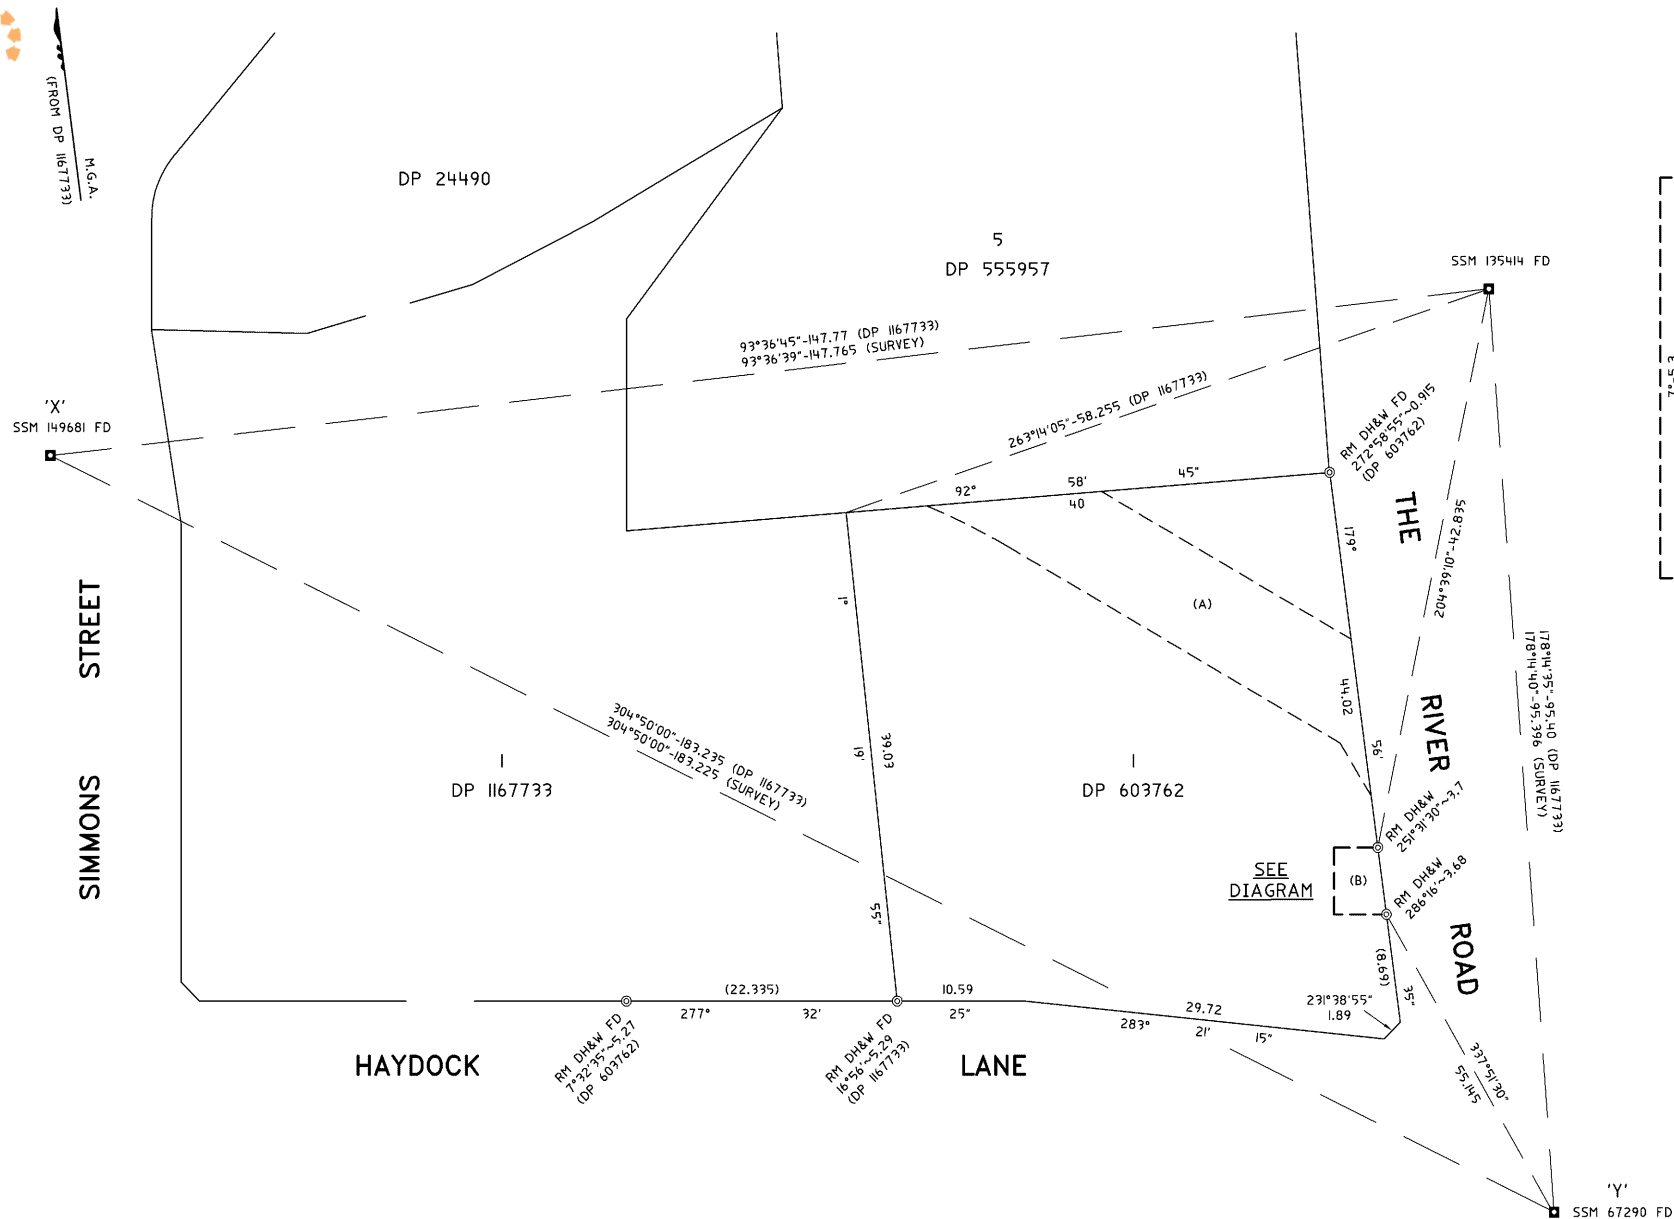 M.G.A.
(FROM DP 1167733)
DP 24490
5
DP 555957
SSM 135414 FD
93°36'45"-147.77 (DP 1167733)
93°36'39"-147.765 (SURVEY)
263°14'05"-58.255 (DP 1167733)
'X'
SSM 149681 FD
RM DH&W FD
272°58'55"~0.915
(DP 603762)
92° 58' 45"
40
THE
179°
204°39'10"-42.835
(A)
1°
STREET
178°14'35"-95.40 (DP 1167733)
178°14'40"-95.396 (SURVEY)
44.02
RIVER
56'
304°50'00"-183.235 (DP 1167733)
304°50'00"-183.225 (SURVEY)
39.03
19'
1
DP 1167733
1
DP 603762
SIMMONS
RM DH&W
251°31'30"~3.7
SEE
DIAGRAM
(B)
RM DH&W
286°16'~3.68
55"
ROAD
(8.69)
35"
(22.335)
277° 32' 25"
10.59
29.72
283° 21' 15"
231°38'55"
1.89
RM DH&W FD
7°32'35"~5.27
(DP 603762)
RM DH&W FD
16°56'~5.29
(DP 1167733)
HAYDOCK LANE
337°51'30"
55.145
'Y'
SSM 67290 FD